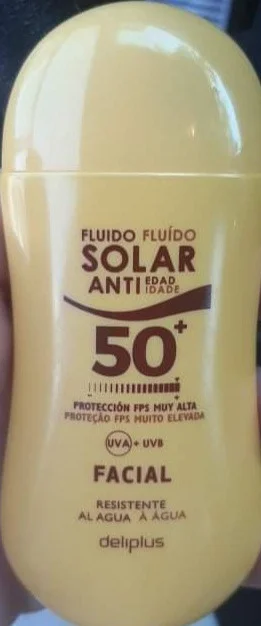 FLUIDO FLUÍDO
SOLAR
ANTI EDAD IDADE
50+
PROTECCIÓN FPS MUY ALTA
PROTEÇÃO FPS MUITO ELEVADA
UVA + UVB
FACIAL
RESISTENTE
AL AGUA À ÁGUA
deliplus